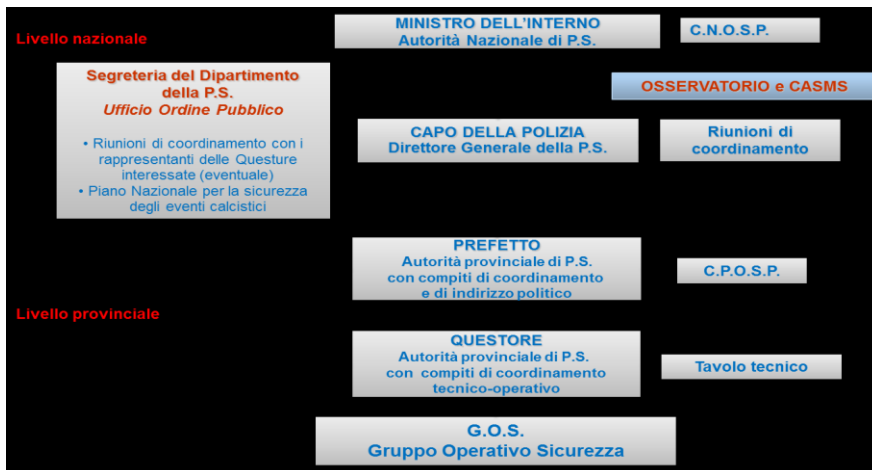 MINISTRO DELL'INTERNO
Autorità Nazionale di P.S.
C.N.O.S.P.
Livello nazionale
Segreteria del Dipartimento
della P.S.
Ufficio Ordine Pubblico
• Riunioni di coordinamento con i
rappresentanti delle Questure
interessate (eventuale)
• Piano Nazionale per la sicurezza
degli eventi calcistici
OSSERVATORIO e CASMS
CAPO DELLA POLIZIA
Direttore Generale della P.S.
Riunioni di
coordinamento
PREFETTO
Autorità provinciale di P.S.
con compiti di coordinamento
e di indirizzo politico
C.P.O.S.P.
Livello provinciale
QUESTORE
Autorità provinciale di P.S.
con compiti di coordinamento
tecnico-operativo
Tavolo tecnico
G.O.S.
Gruppo Operativo Sicurezza